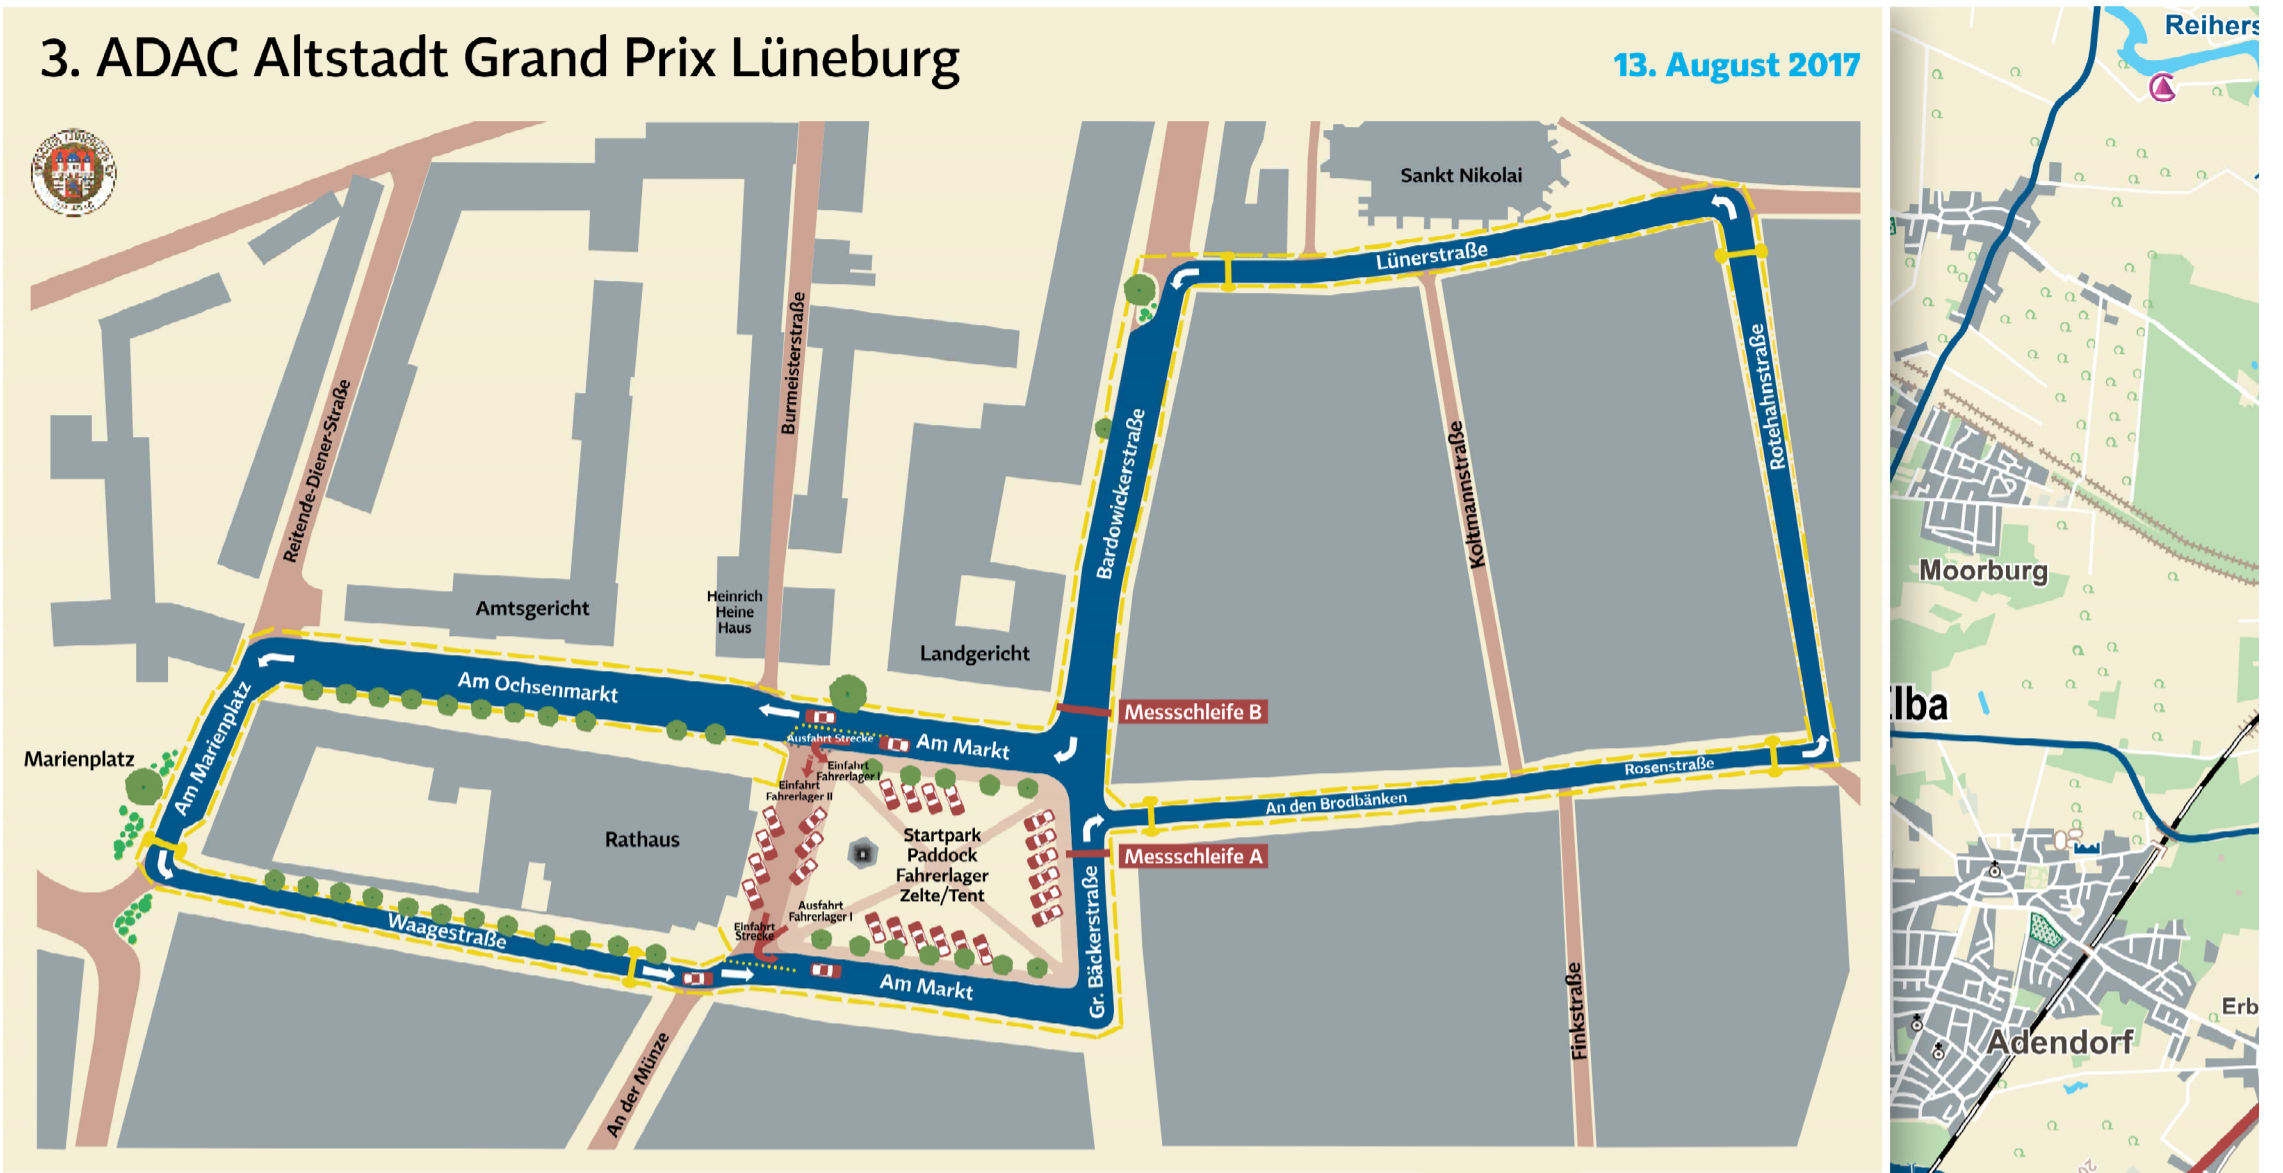 3. ADAC Altstadt Grand Prix Lüneburg
13. August 2017
Reihers
Sankt Nikolai
Lünerstraße
Burmeisterstraße
Rotehahnstraße
Reitende-Diener-Straße
Bardowickerstraße
Koltmannstraße
Moorburg
Amtsgericht
Heinrich
Heine
Haus
Landgericht
Am Ochsenmarkt
Am Marienplatz
Messschleife B
lba
Ausfahrt Strecke
Am Markt
Marienplatz
Einfahrt
Fahrerlager I
Einfahrt
Fahrerlager II
Rosenstraße
An den Brodbänken
Rathaus
Startpark
Paddock
Fahrerlager
Zelte/Tent
Messschleife A
Ausfahrt
Fahrerlager I
Einfahrt
Strecke
Gr. Bäckerstraße
Waagestraße
Am Markt
Finkstraße
An der Münze
Erb
Adendorf